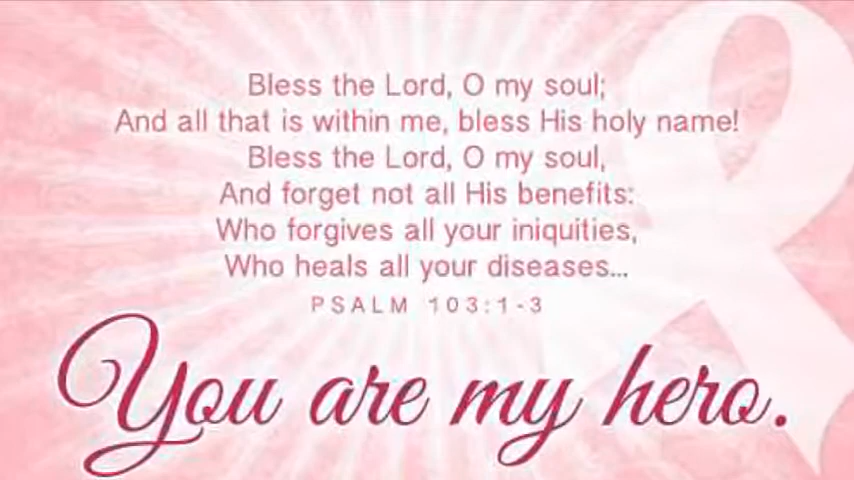 Bless the Lord, O my soul;
And all that is within me, bless His holy name!
Bless the Lord, O my soul,
And forget not all His benefits:
Who forgives all your iniquities,
Who heals all your diseases...
PSALM 103:1-3
You are my hero.